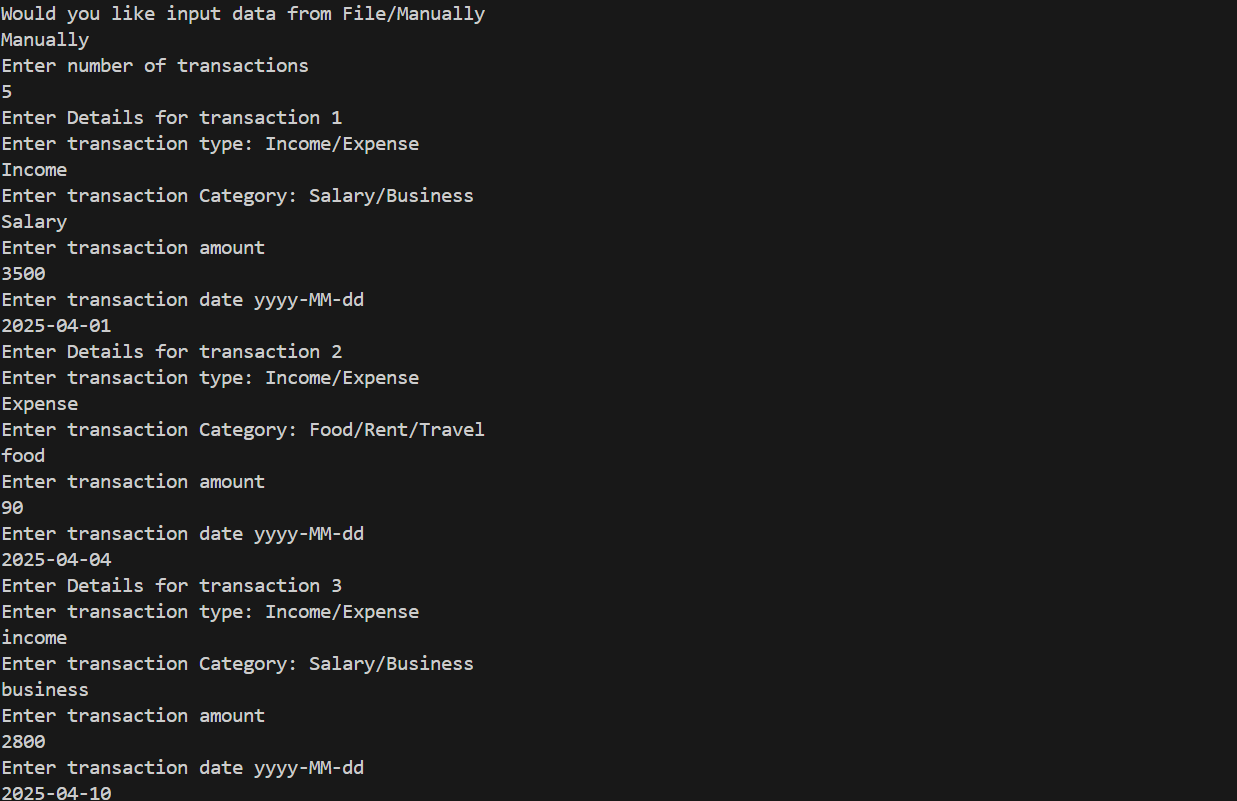 Would you like input data from File/Manually
Manually
Enter number of transactions
5
Enter Details for transaction 1
Enter transaction type: Income/Expense
Income
Enter transaction Category: Salary/Business
Salary
Enter transaction amount
3500
Enter transaction date yyyy-MM-dd
2025-04-01
Enter Details for transaction 2
Enter transaction type: Income/Expense
Expense
Enter transaction Category: Food/Rent/Travel
food
Enter transaction amount
90
Enter transaction date yyyy-MM-dd
2025-04-04
Enter Details for transaction 3
Enter transaction type: Income/Expense
income
Enter transaction Category: Salary/Business
business
Enter transaction amount
2800
Enter transaction date yyyy-MM-dd
2025-04-10